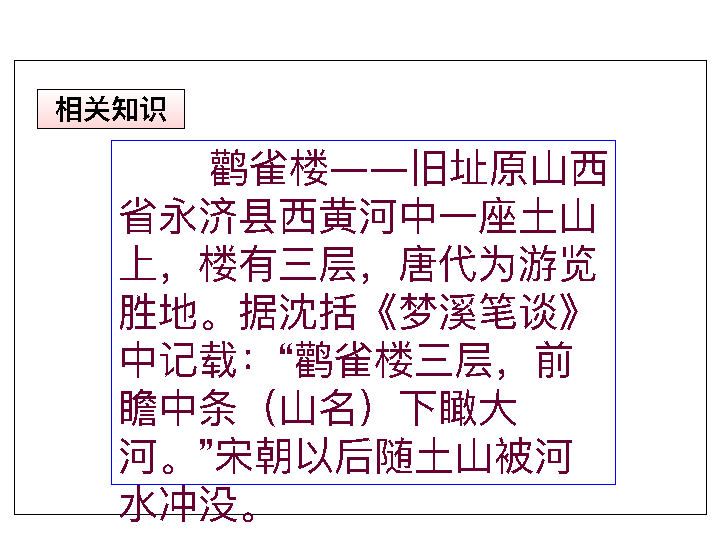 相关知识
鹳雀楼——旧址原山西
省永济县西黄河中一座土山
上，楼有三层，唐代为游览
胜地。据沈括《梦溪笔谈》
中记载：“鹳雀楼三层，前
瞻中条（山名）下瞰大
河。”宋朝以后随土山被河
水冲没。